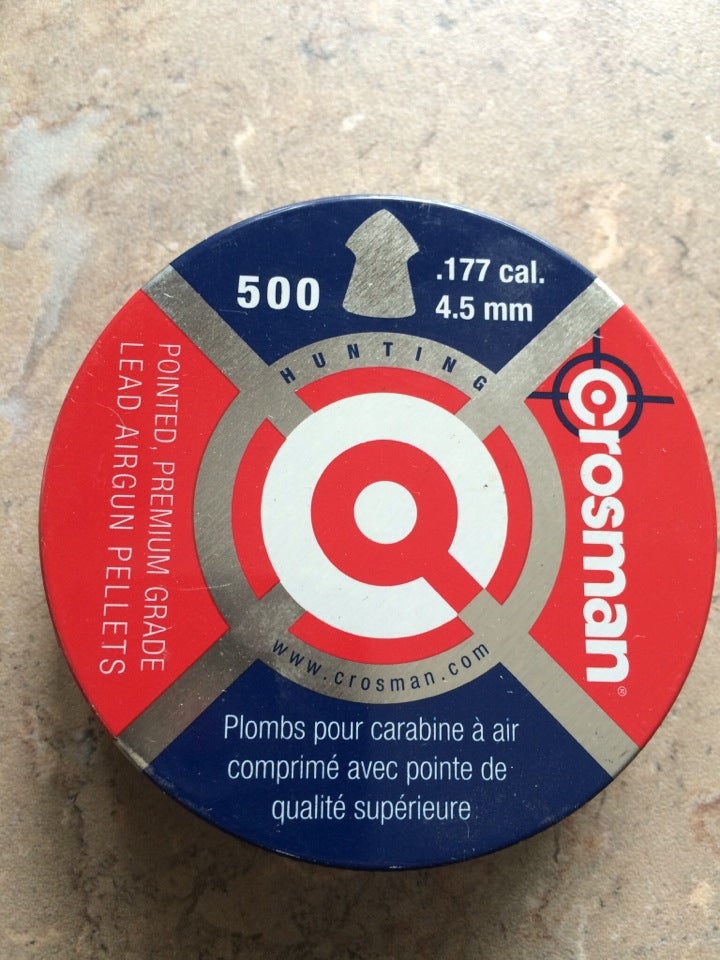 500
.177 cal.
4.5 mm
HUNTING
POINTED, PREMIUM GRADE
LEAD AIRGUN PELLETS
crosman®
www.crosman.com
Plombs pour carabine à air
comprimé avec pointe de
qualité supérieure